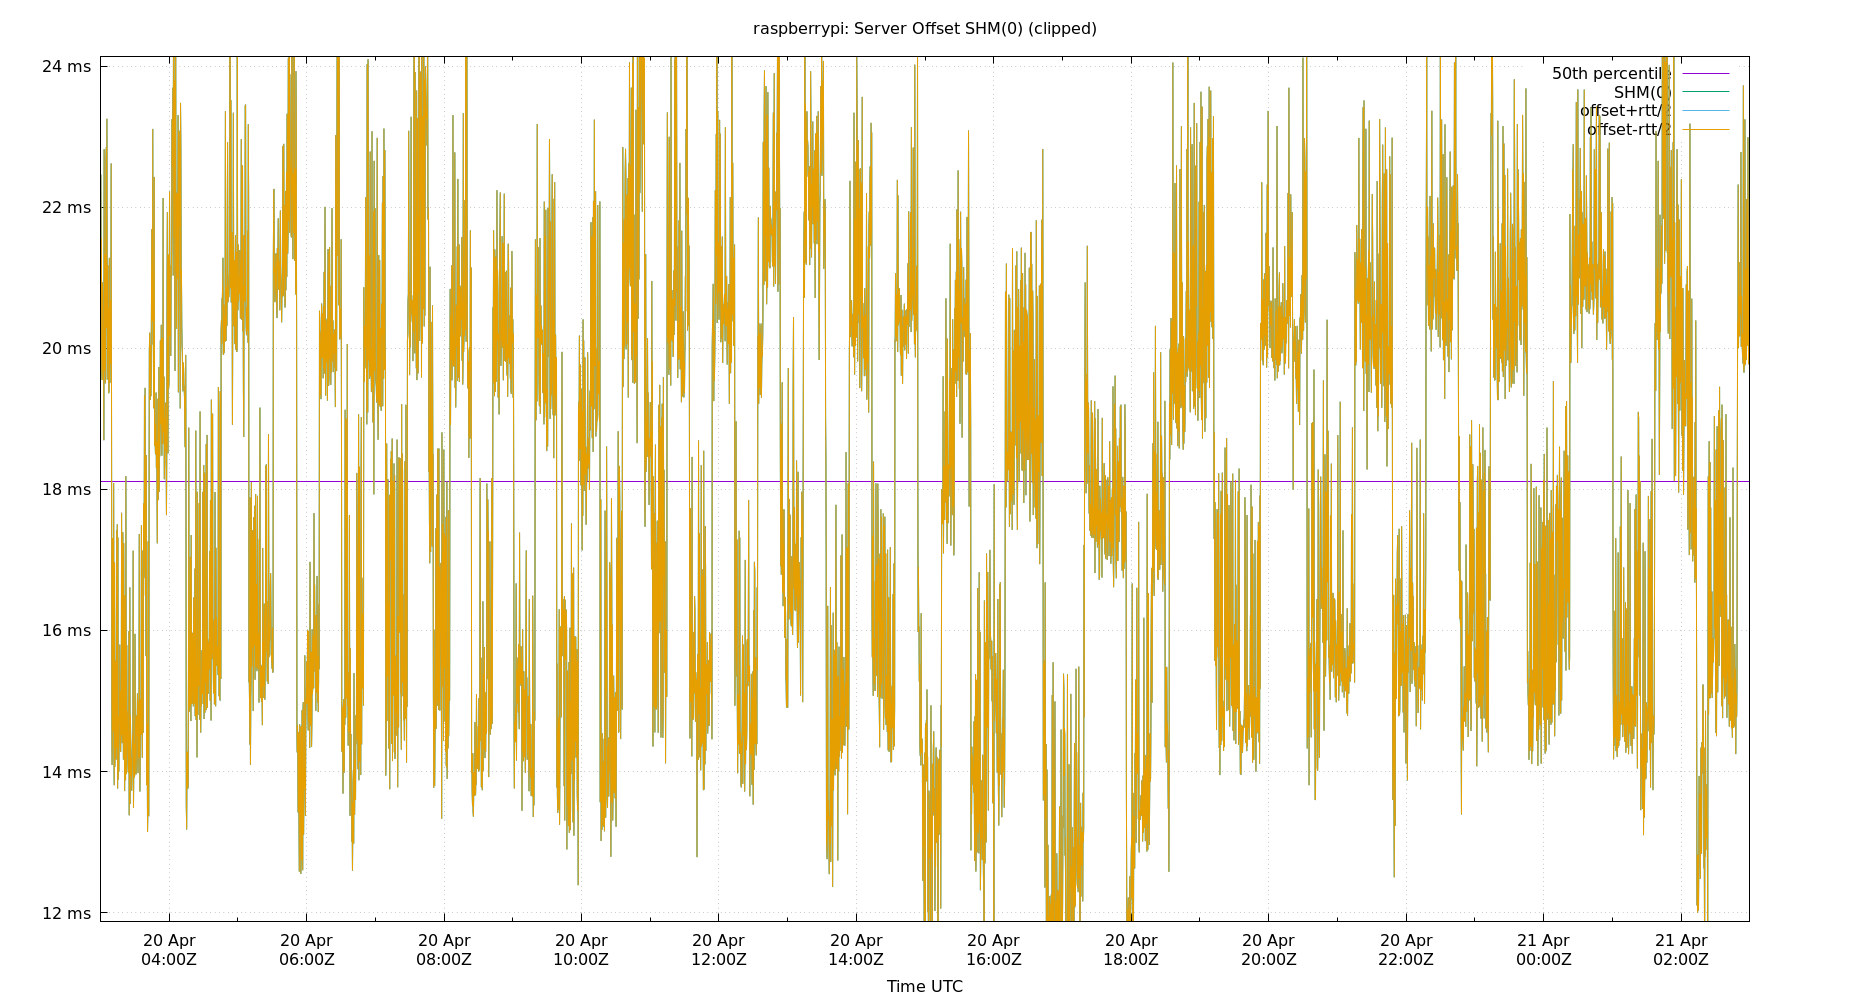 raspberrypi: Server Offset SHM(0) (clipped)
24 ms
22 ms
20 ms
18 ms
16 ms
14 ms
12 ms
50th percentile
SHM(0)
offset+rtt/2
offset-rtt/2
20 Apr 20 Apr 20 Apr 20 Apr 20 Apr 20 Apr 20 Apr 20 Apr 20 Apr 20 Apr 21 Apr 21 Apr
04:00Z 06:00Z 08:00Z 10:00Z 12:00Z 14:00Z 16:00Z 18:00Z 20:00Z 22:00Z 00:00Z 02:00Z
Time UTC